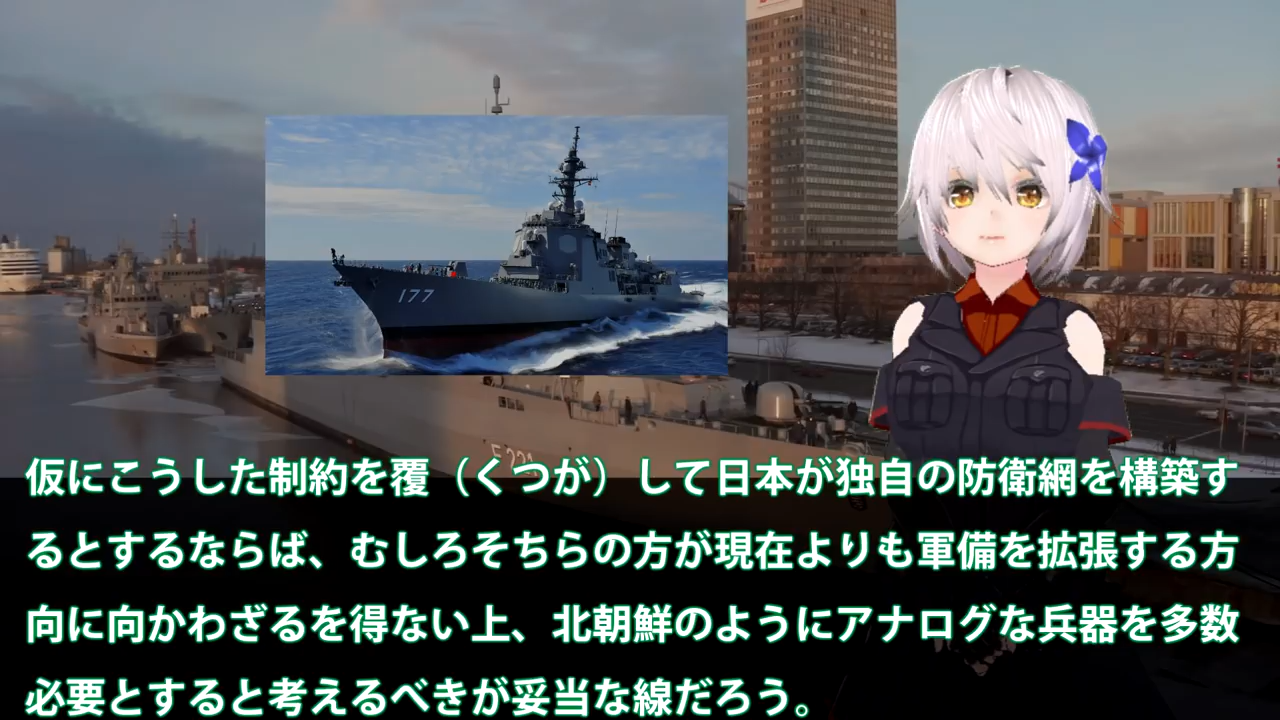 177
仮にこうした制約を覆（くつが）して日本が独自の防衛網を構築す
るとするならば、むしろそちらの方が現在よりも軍備を拡張する方
向に向かわざるを得ない上、北朝鮮のようにアナログな兵器を多数
必要とすると考えるべきが妥当な線だろう。